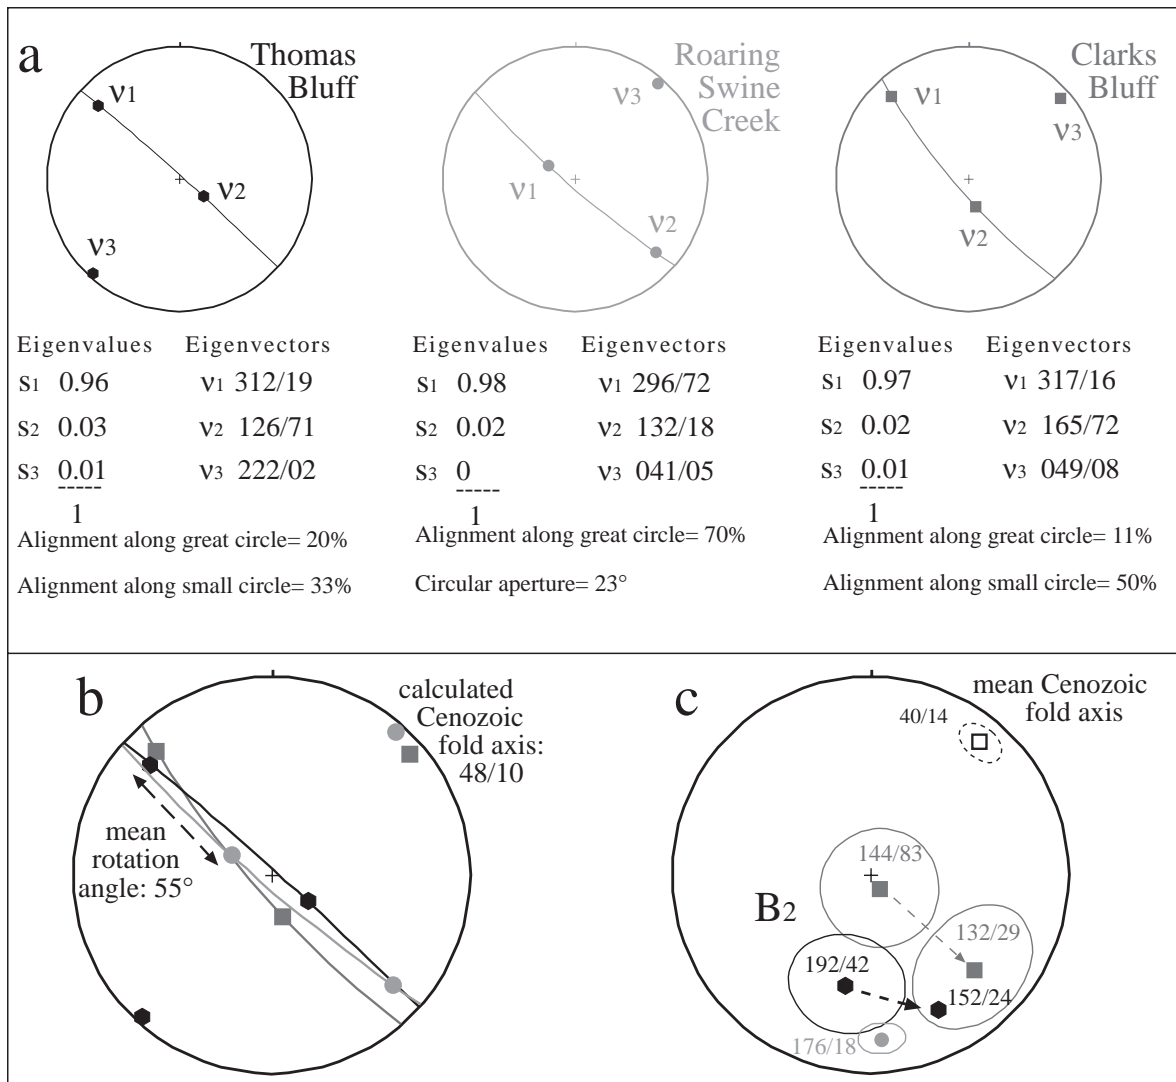 a
Thomas
Bluff
ν1
ν2
ν3
Eigenvalues Eigenvectors
s1 0.96 ν1 312/19
s2 0.03 ν2 126/71
s3 0.01 ν3 222/02
-----
1
Alignment along great circle= 20%
Alignment along small circle= 33%
Roaring
Swine
Creek
ν3
ν1
ν2
Eigenvalues Eigenvectors
s1 0.98 ν1 296/72
s2 0.02 ν2 132/18
s3 0 ν3 041/05
-----
1
Alignment along great circle= 70%
Circular aperture= 23°
Clarks
Bluff
ν1
ν3
ν2
Eigenvalues Eigenvectors
s1 0.97 ν1 317/16
s2 0.02 ν2 165/72
s3 0.01 ν3 049/08
-----
1
Alignment along great circle= 11%
Alignment along small circle= 50%
b
calculated
Cenozoic
fold axis:
48/10
mean
rotation
angle: 55°
c
mean Cenozoic
fold axis
40/14
144/83
B2
132/29
192/42
152/24
176/18